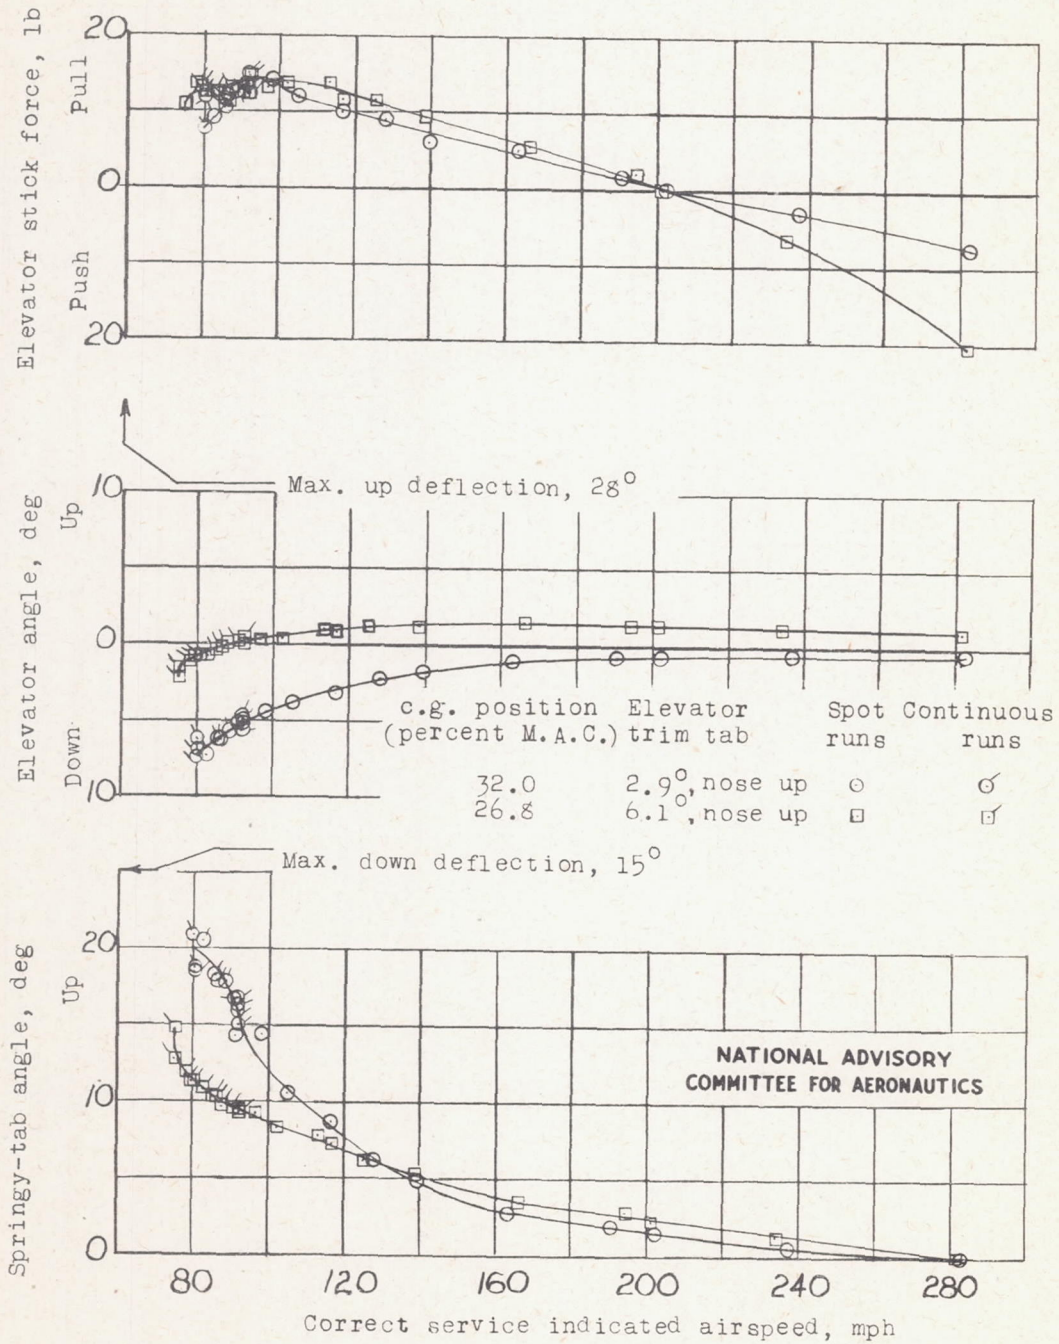 Elevator stick force, lb
Pull
Push
20
0
20
Max. up deflection, 28°
Elevator angle, deg
Up
Down
10
0
10
c.g. position Elevator Spot Continuous
(percent M.A.C.) trim tab runs runs
32.0 2.9°, nose up
26.8 6.1°, nose up
Max. down deflection, 15°
Springy-tab angle, deg
Up
20
10
0
NATIONAL ADVISORY
COMMITTEE FOR AERONAUTICS
80 120 160 200 240 280
Correct service indicated airspeed, mph